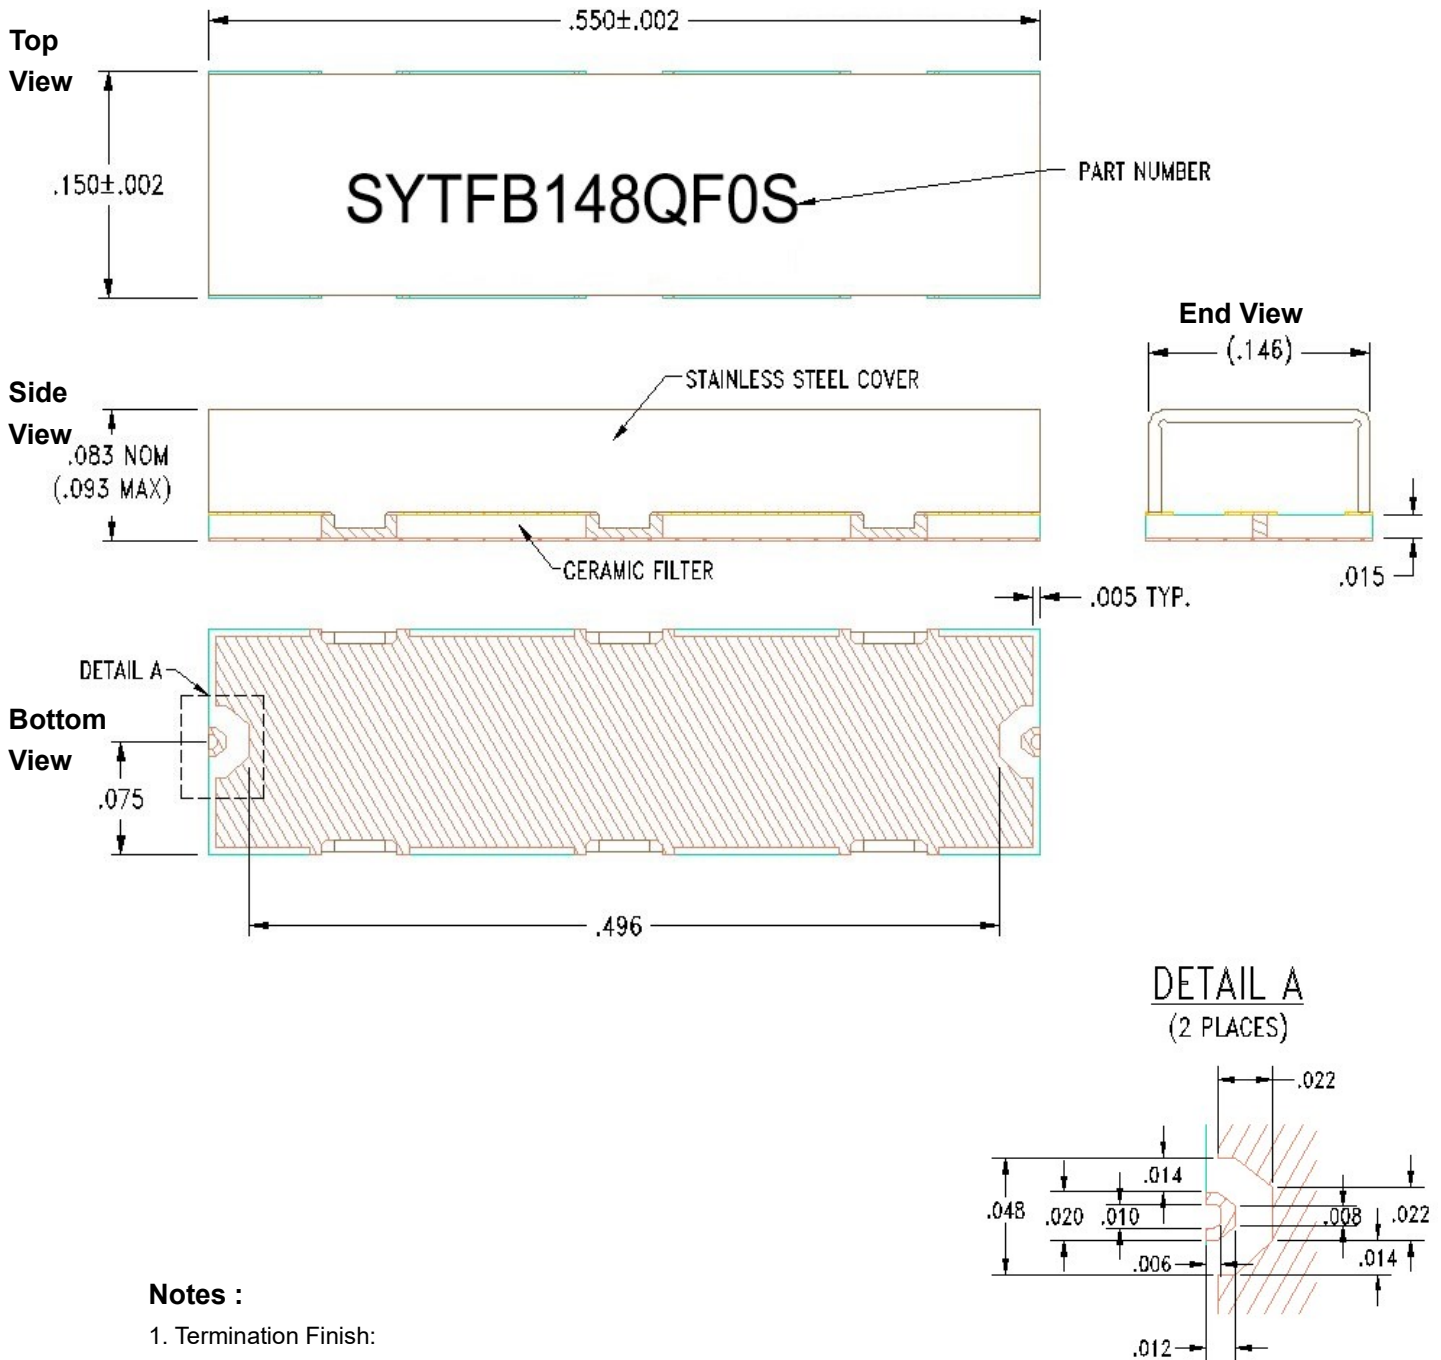 .550±.002
Top
View
.150±.002
SYTFB148QF0S
PART NUMBER
End View
(.146)
Side
View
STAINLESS STEEL COVER
.083 NOM
(.093 MAX)
CERAMIC FILTER
.015
.005 TYP.
DETAIL A
Bottom
View
.075
.496
DETAIL A
(2 PLACES)
.022
.014
.048
.020
.010
.008
.022
.006
.014
.012
Notes :
1. Termination Finish: